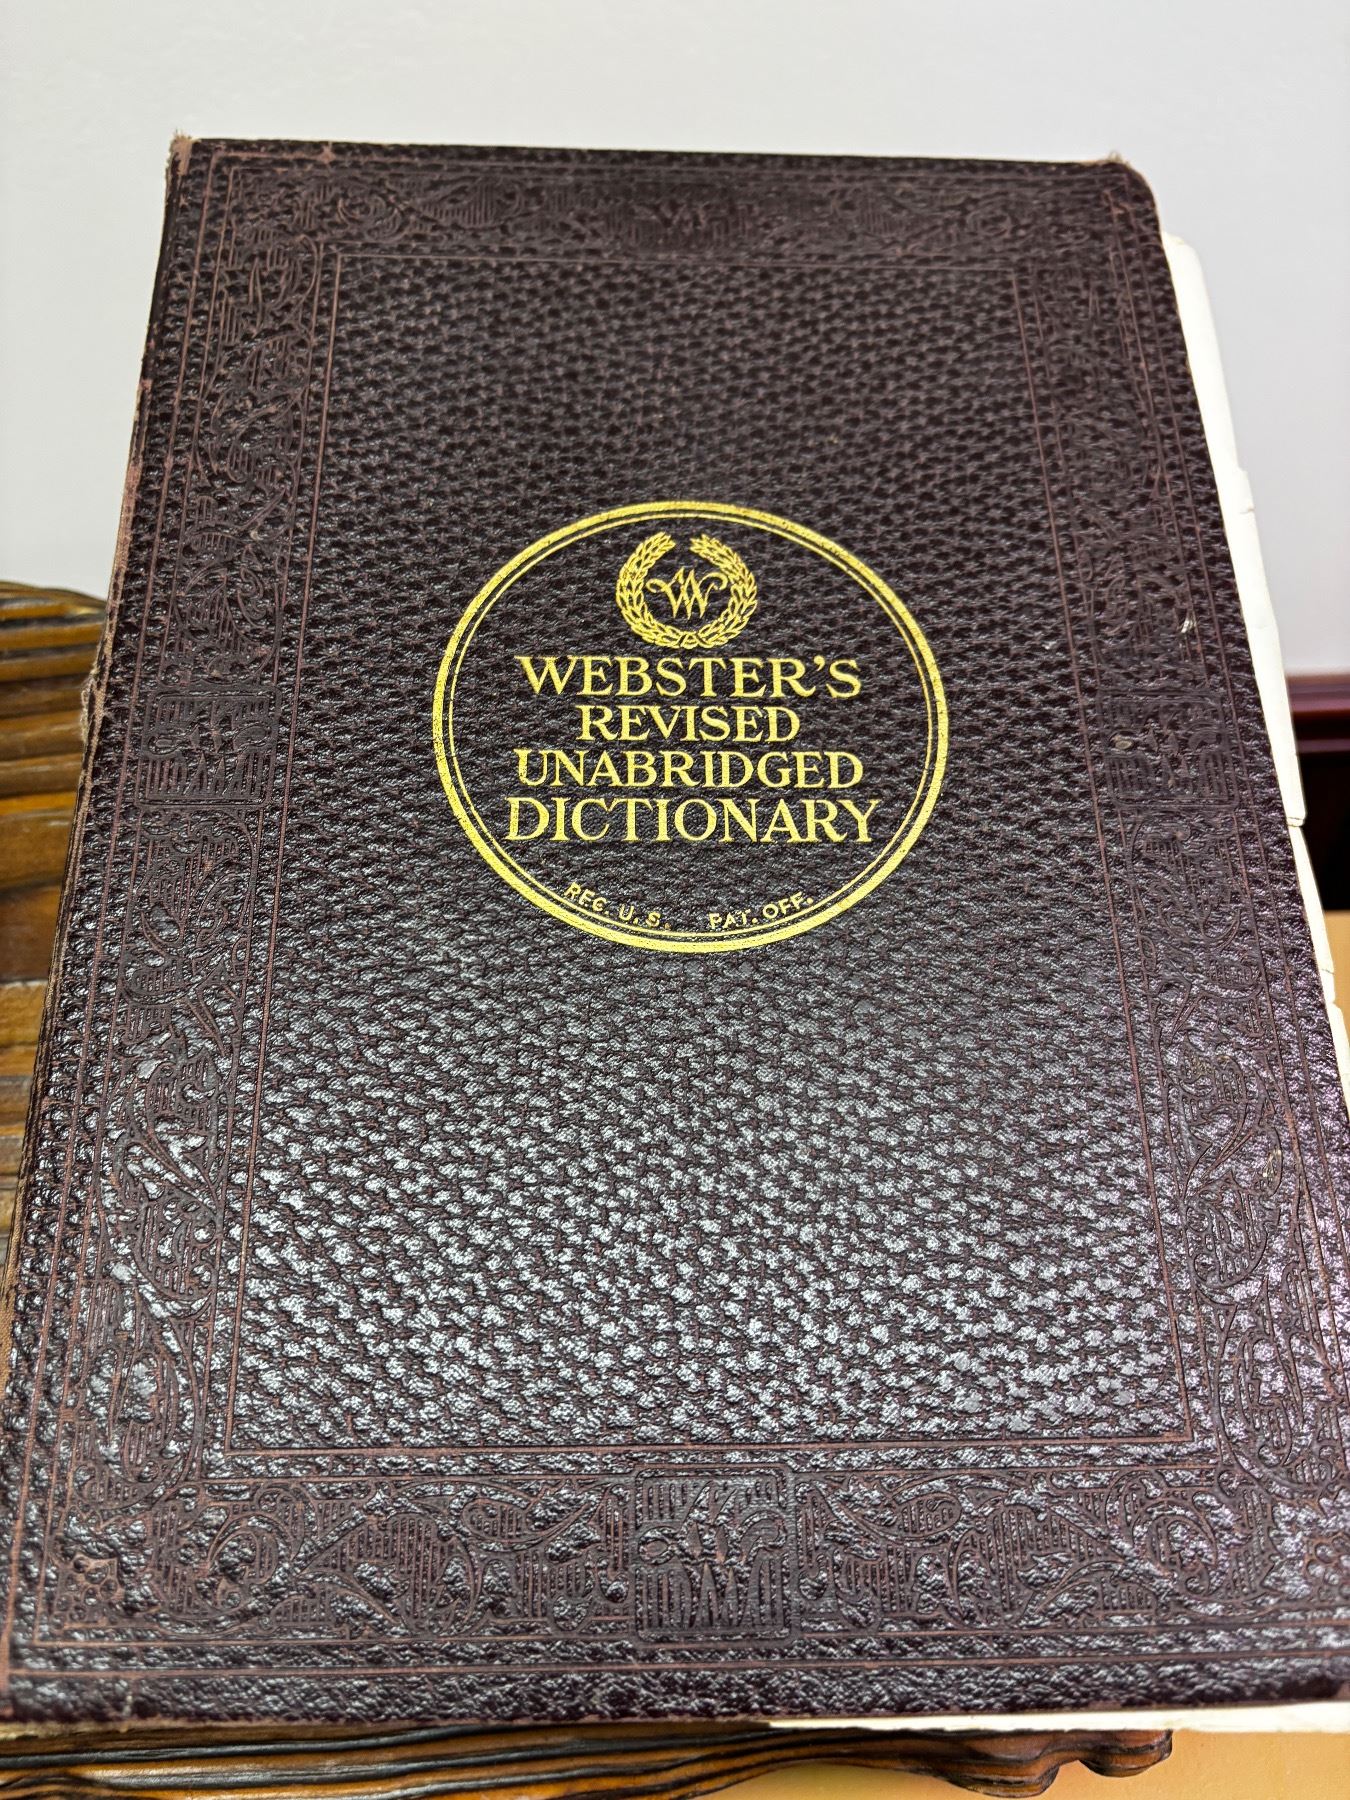 W
WEBSTER'S
REVISED
UNABRIDGED
DICTIONARY
REG. U. S. PAT. OFF.